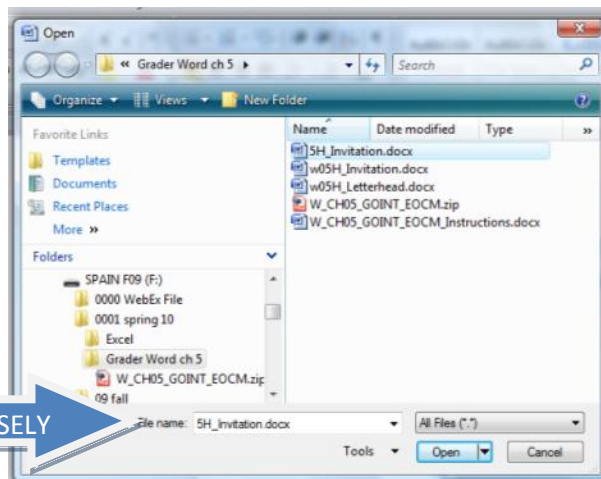 Open
« Grader Word ch 5
Search
Organize Views New Folder
Favorite Links
Templates
Documents
Recent Places
More »
Folders
SPAIN F09 (F:)
0000 WebEx File
0001 spring 10
Excel
Grader Word ch 5
W_CH05_GOINT_EOCM.zip
09 fall
Name Date modified Type »
5H_Invitation.docx
w05H_Invitation.docx
w05H_Letterhead.docx
W_CH05_GOINT_EOCM.zip
W_CH05_GOINT_EOCM_Instructions.docx
SELY
File name: 5H_Invitation.docx All Files (*.*)
Tools Open Cancel